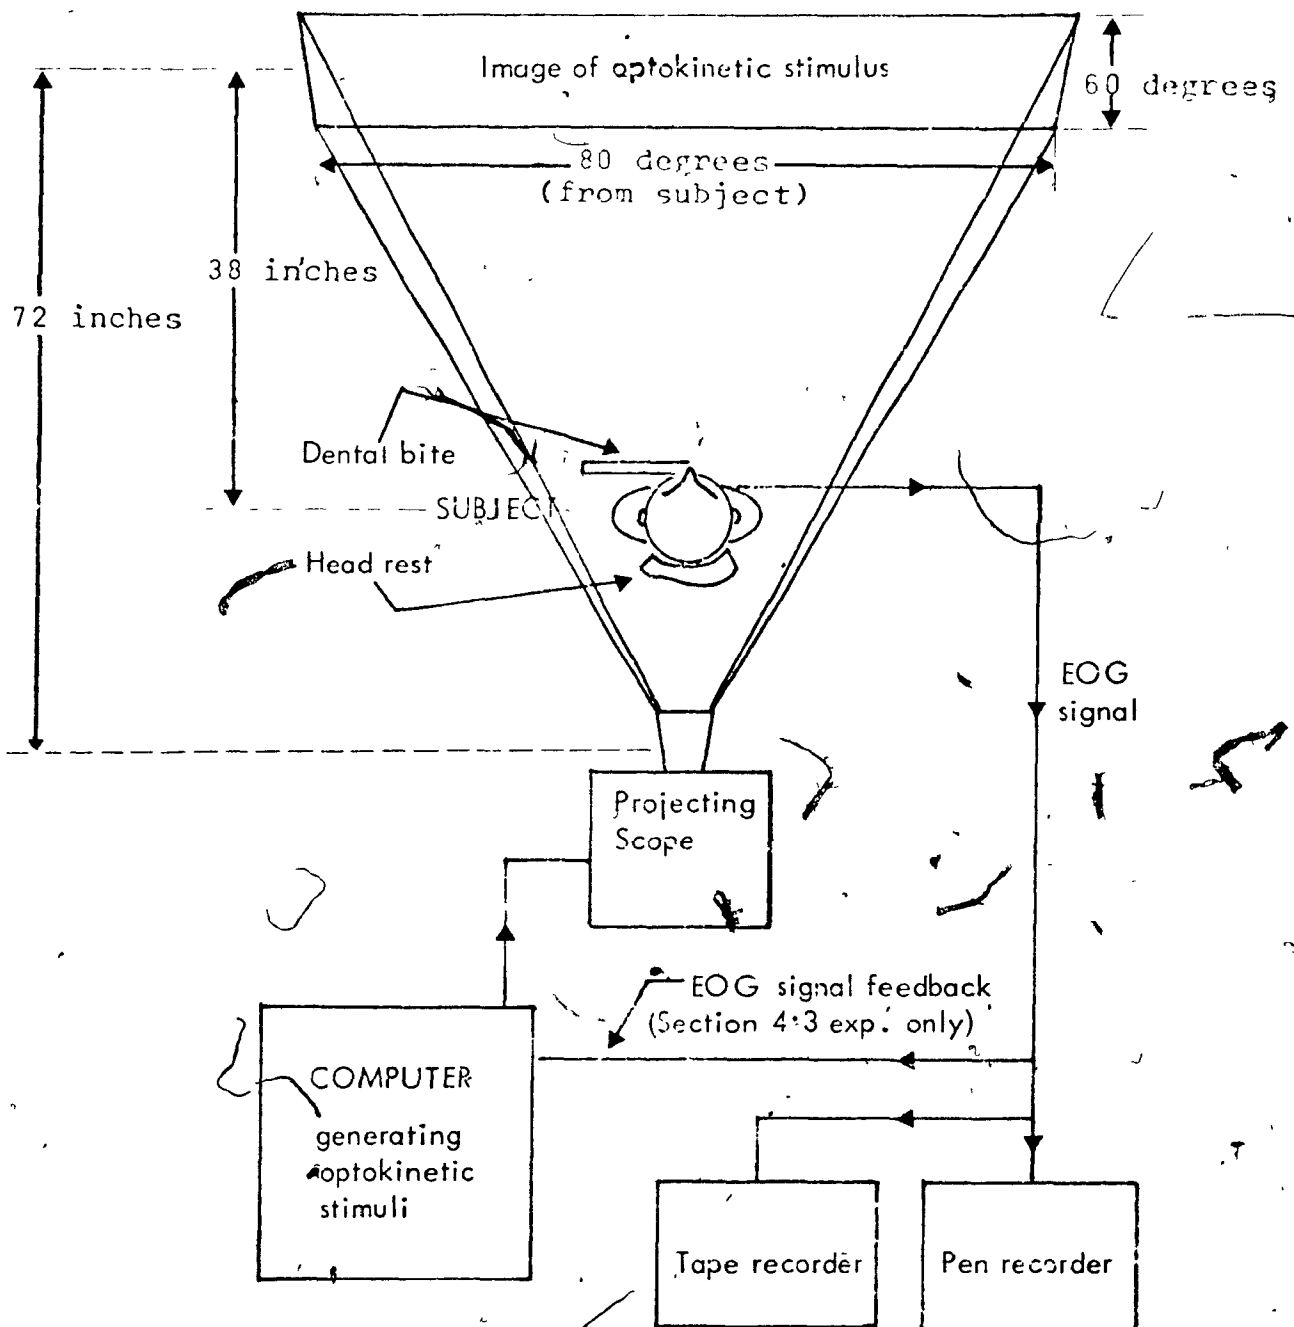 Image of optokinetic stimulus
60 degrees
80 degrees
(from subject)
38 inches
72 inches
Dental bite
SUBJECT
Head rest
EOG
signal
Projecting
Scope
EOG signal feedback
(Section 4:3 exp. only)
COMPUTER
generating
optokinetic
stimuli
Tape recorder
Pen recorder